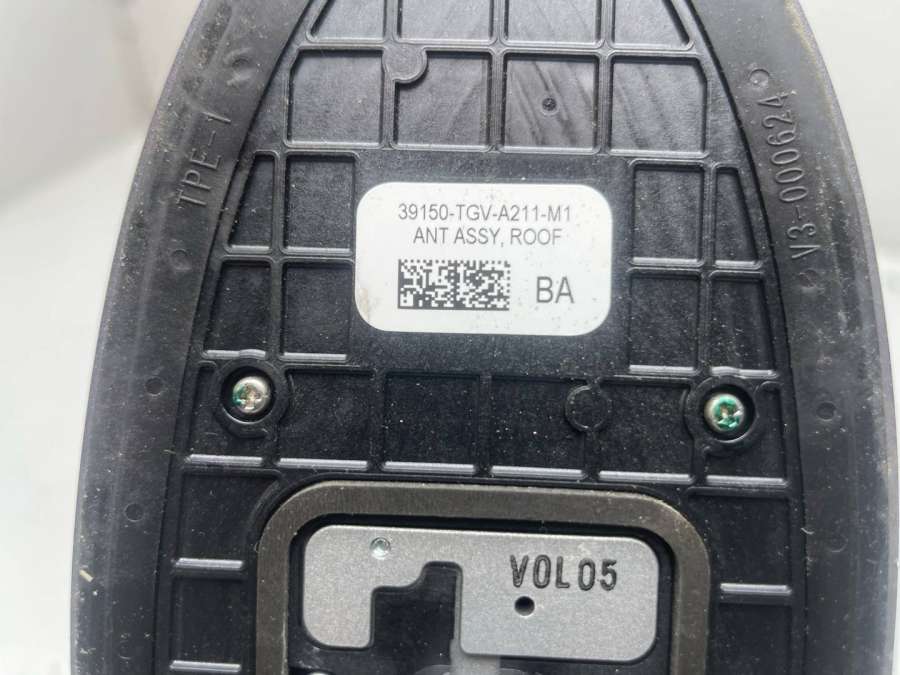 TPE-1
V3-000624
39150-TGV-A211-M1
ANT ASSY, ROOF
BA
VOL05